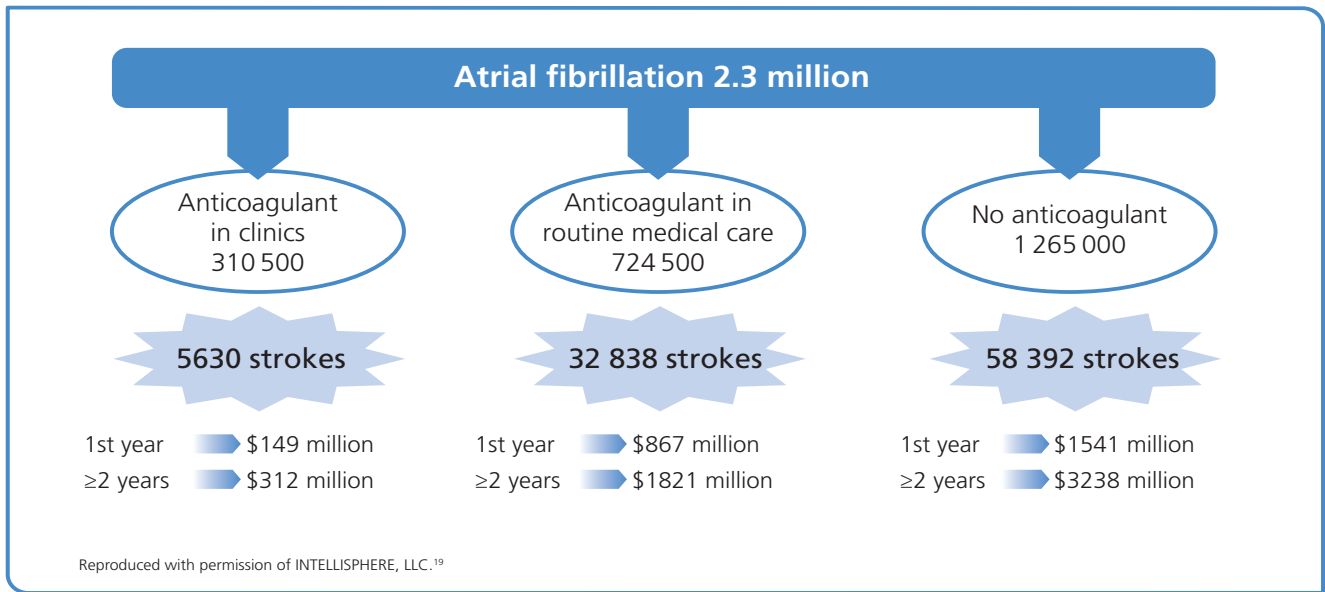 Atrial fibrillation 2.3 million
Anticoagulant
in clinics
310 500
Anticoagulant in
routine medical care
724 500
No anticoagulant
1 265 000
5630 strokes
32 838 strokes
58 392 strokes
1st year $149 million
≥2 years $312 million
1st year $867 million
≥2 years $1821 million
1st year $1541 million
≥2 years $3238 million
Reproduced with permission of INTELLISPHERE, LLC.¹⁹